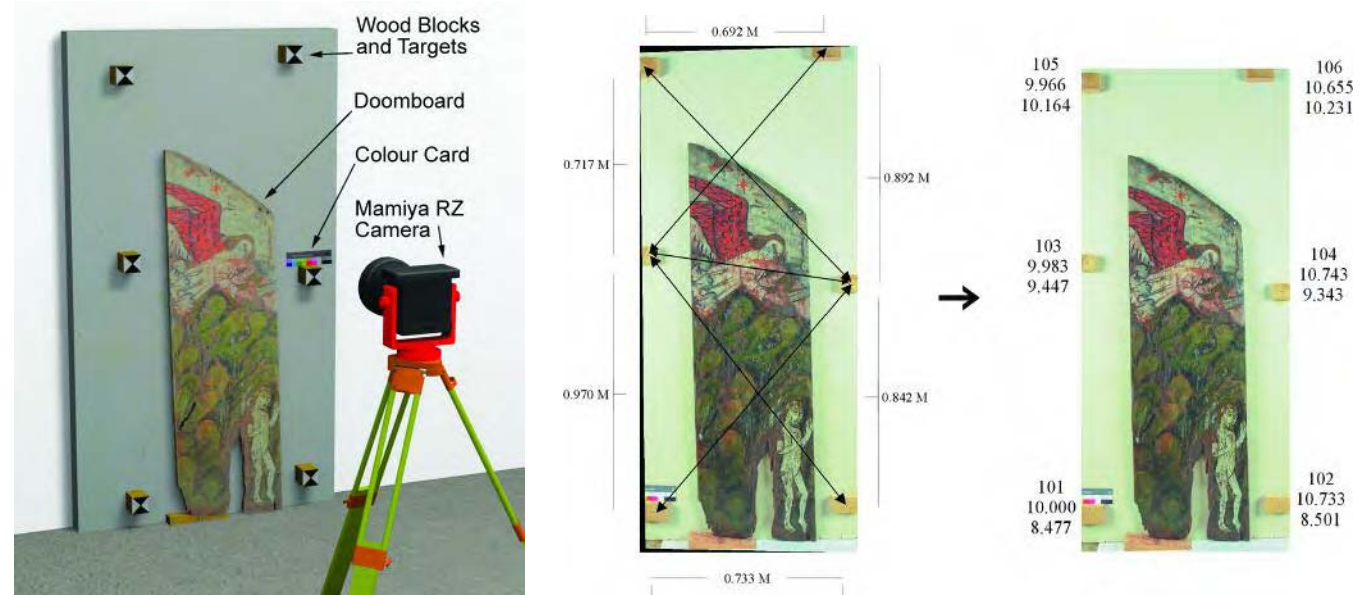 Wood Blocks
and Targets
Doomboard
Colour Card
Mamiya RZ
Camera
0.692 M
0.717 M
0.892 M
0.970 M
0.842 M
0.733 M
105
9.966
10.164
106
10.655
10.231
103
9.983
9.447
104
10.743
9.343
101
10.000
8.477
102
10.733
8.501